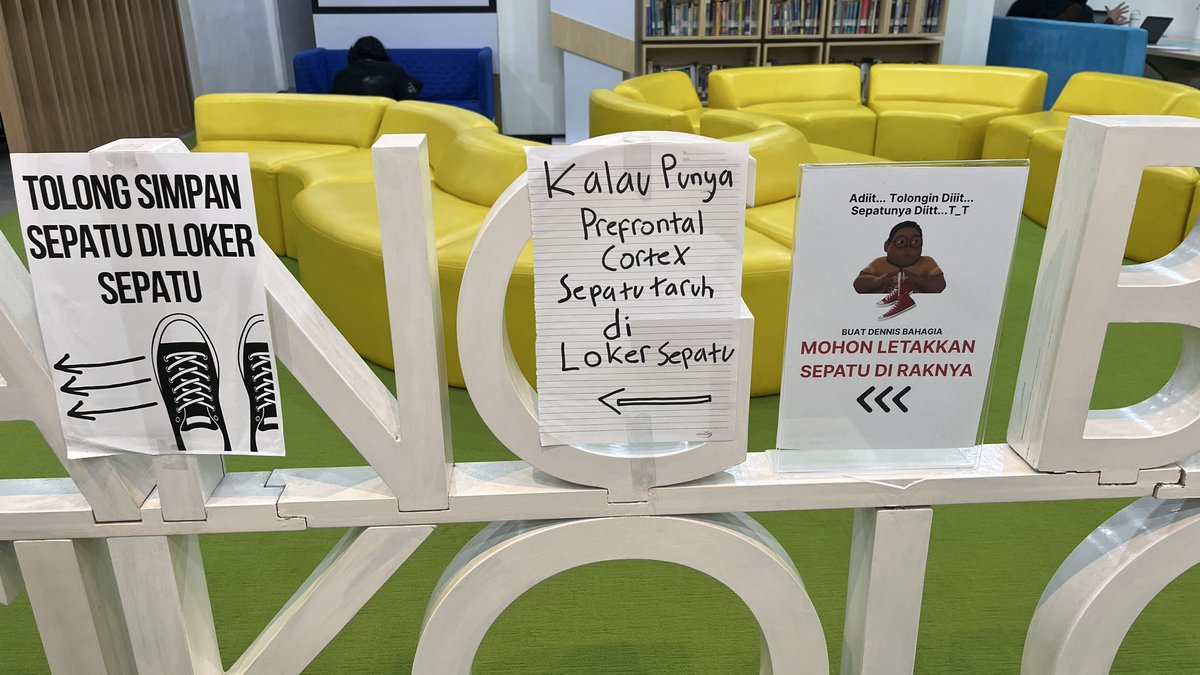 TOLONG SIMPAN
SEPATU DI LOKER
SEPATU
Kalau Punya
Prefrontal
Cortex
Sepatu taruh
di
Loker Sepatu
Adiit... Tolongin Diiit...
Sepatunya Diitt...T_T
BUAT DENNIS BAHAGIA
MOHON LETAKKAN
SEPATU DI RAKNYA